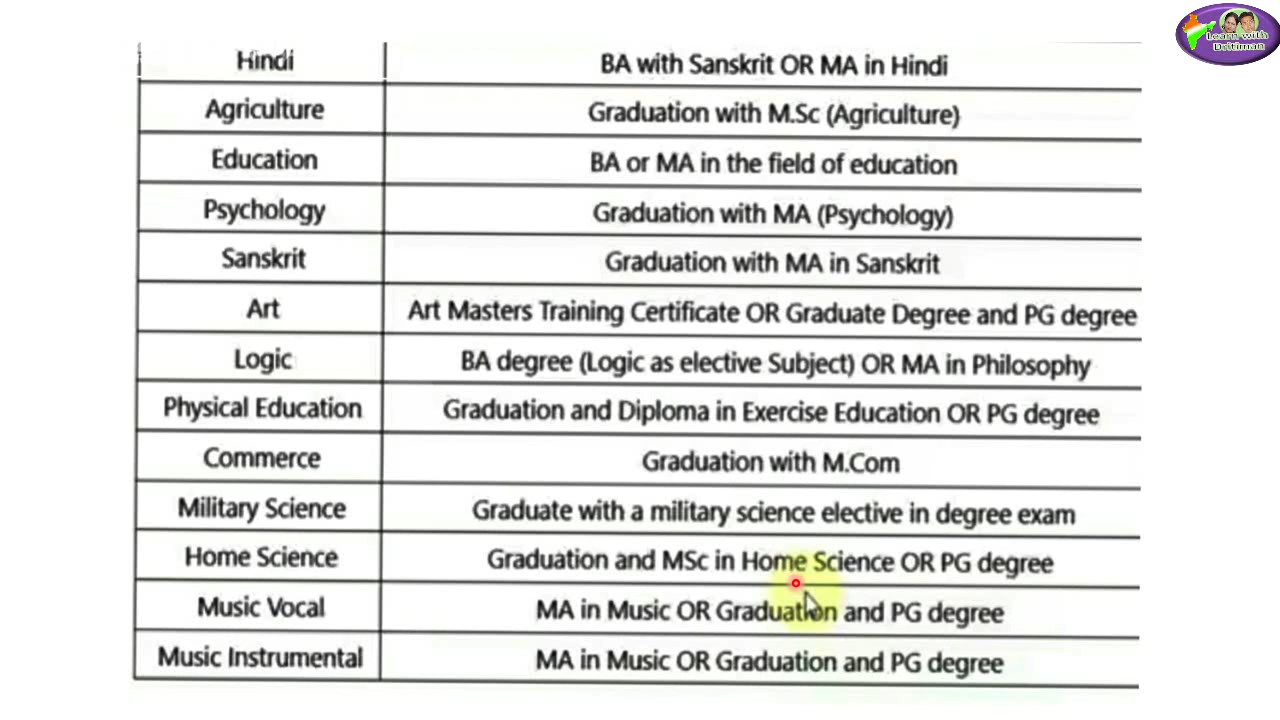 Learn with
Dritiman
Hindi BA with Sanskrit OR MA in Hindi
Agriculture Graduation with M.Sc (Agriculture)
Education BA or MA in the field of education
Psychology Graduation with MA (Psychology)
Sanskrit Graduation with MA in Sanskrit
Art Art Masters Training Certificate OR Graduate Degree and PG degree
Logic BA degree (Logic as elective Subject) OR MA in Philosophy
Physical Education Graduation and Diploma in Exercise Education OR PG degree
Commerce Graduation with M.Com
Military Science Graduate with a military science elective in degree exam
Home Science Graduation and MSc in Home Science OR PG degree
Music Vocal MA in Music OR Graduation and PG degree
Music Instrumental MA in Music OR Graduation and PG degree